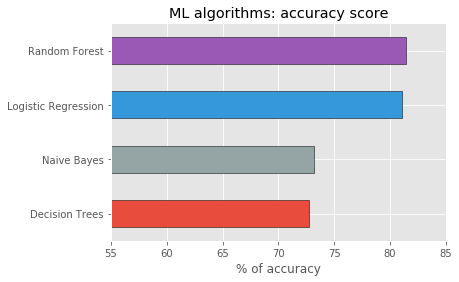 ML algorithms: accuracy score
Random Forest
Logistic Regression
Naive Bayes
Decision Trees
55 60 65 70 75 80 85
% of accuracy